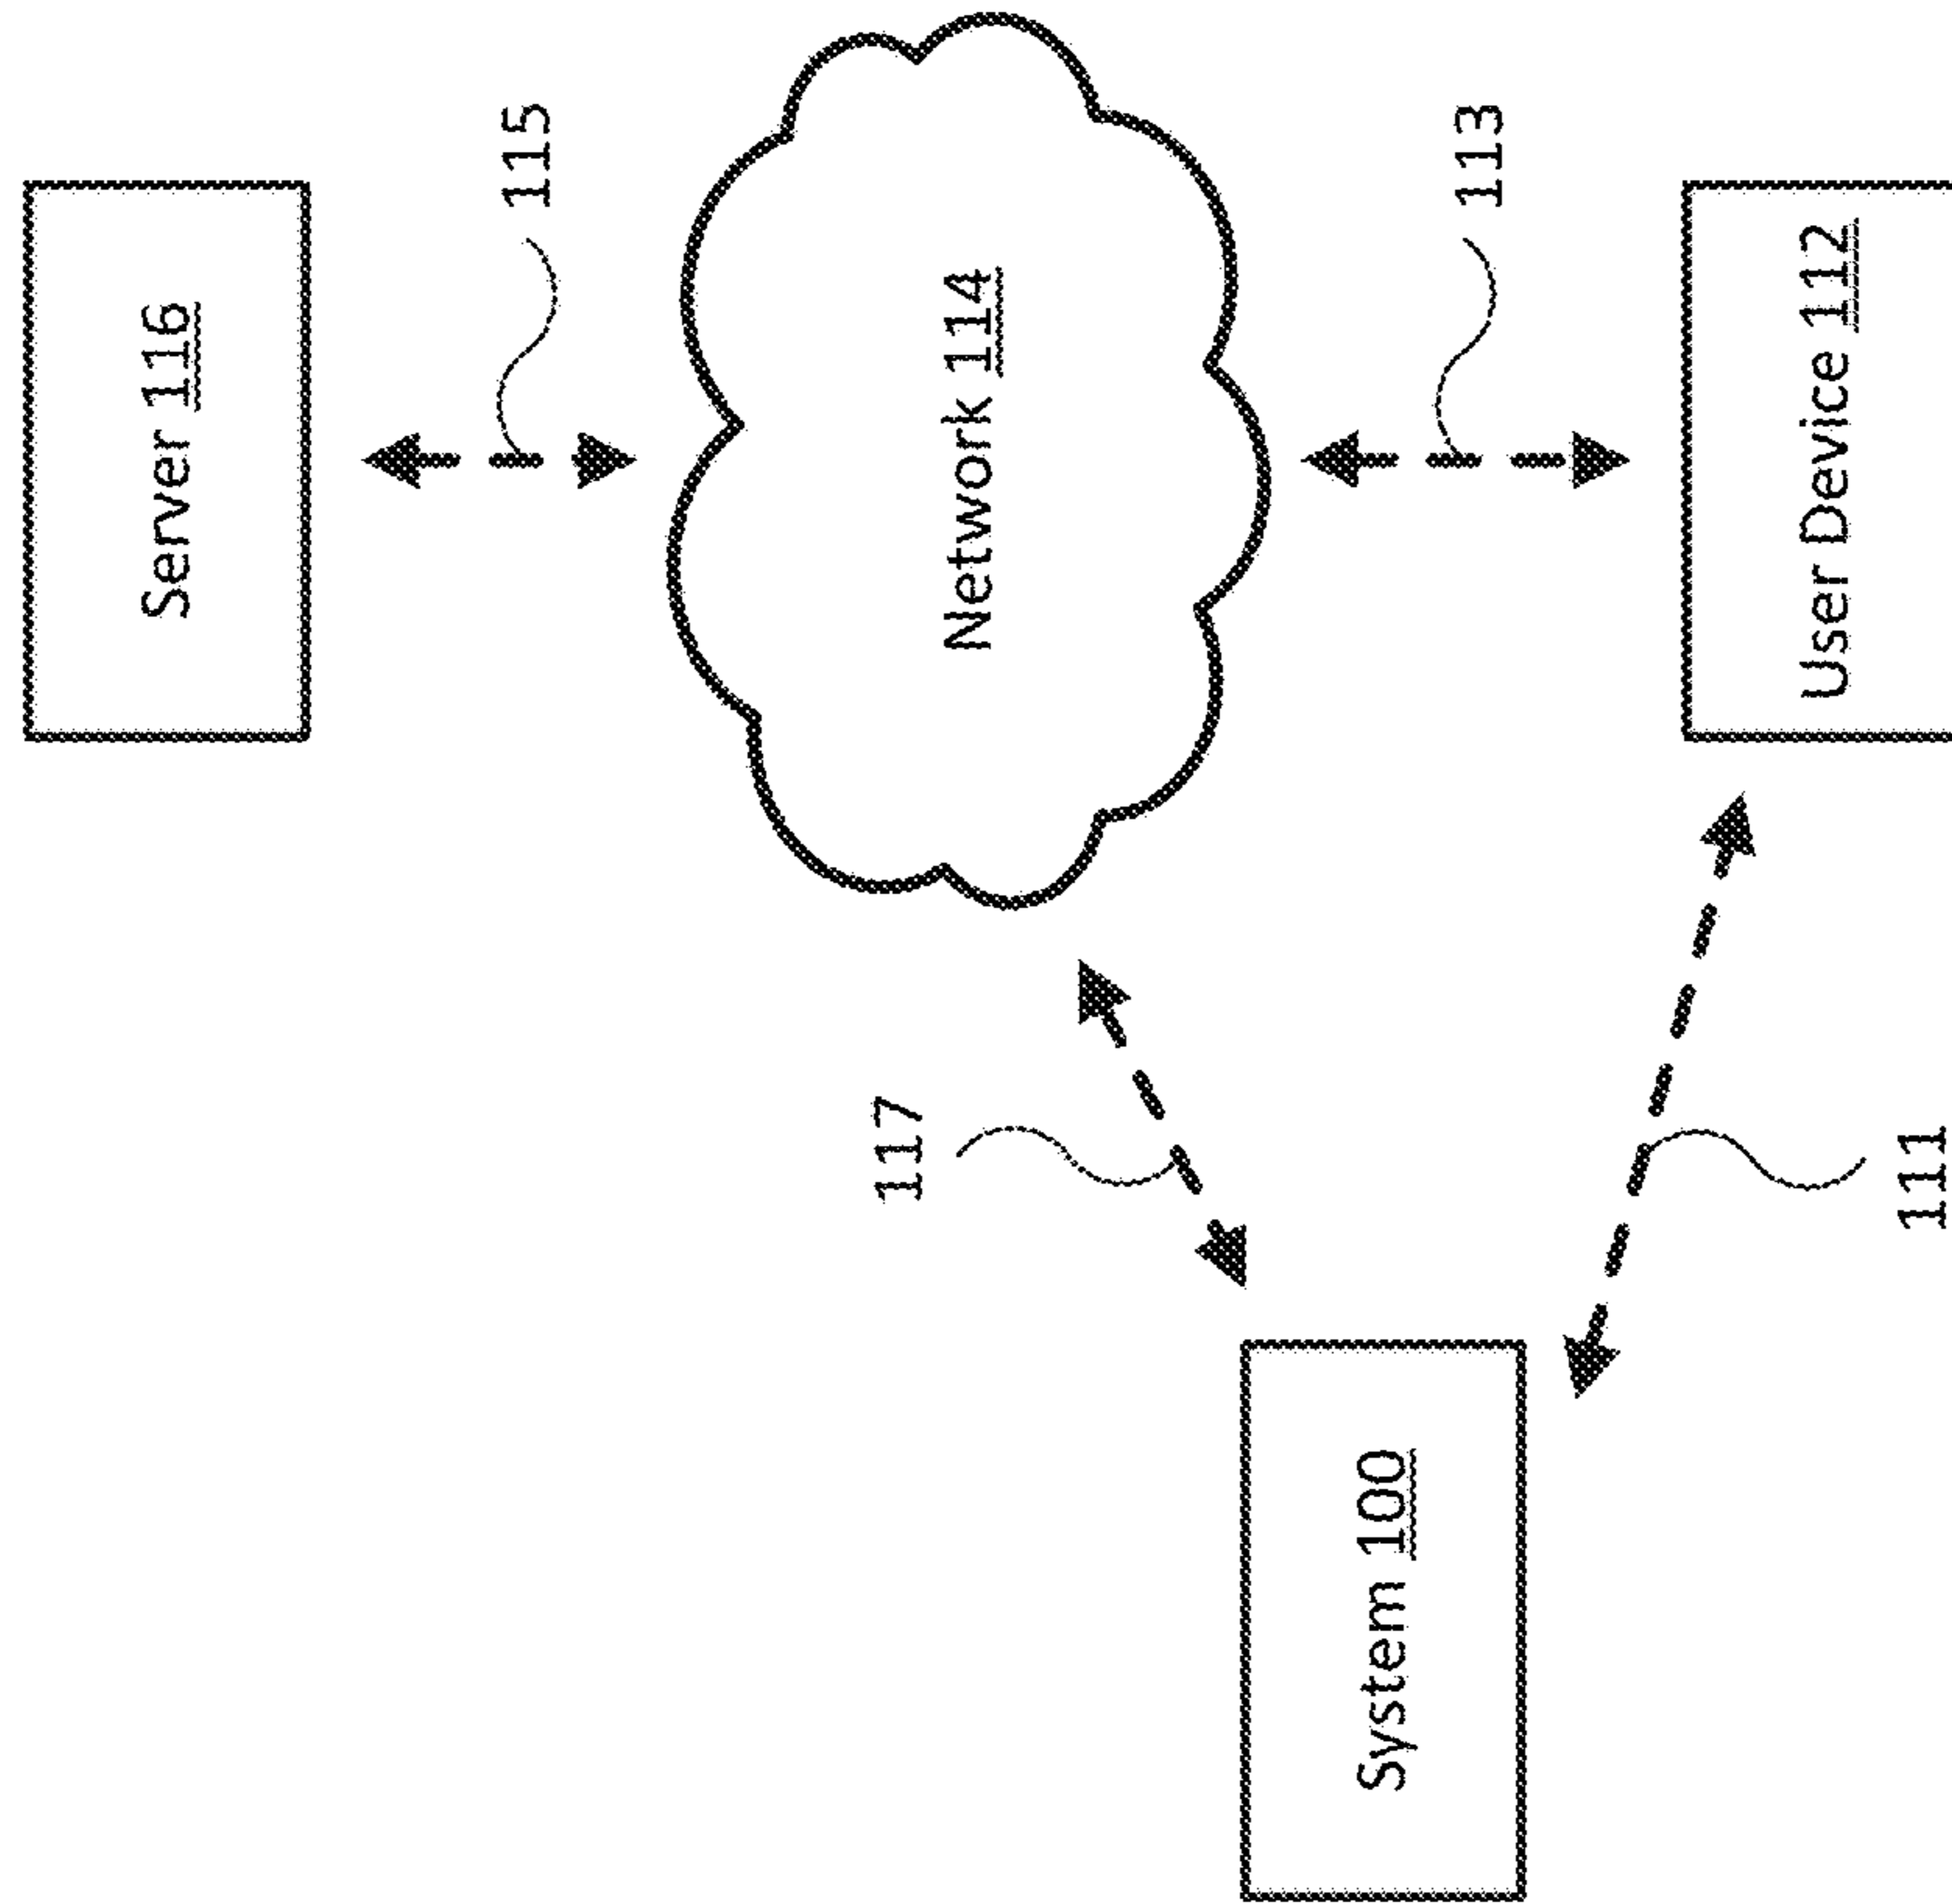 Server 116
115
Network 114
113
User Device 112
117
111
System 100